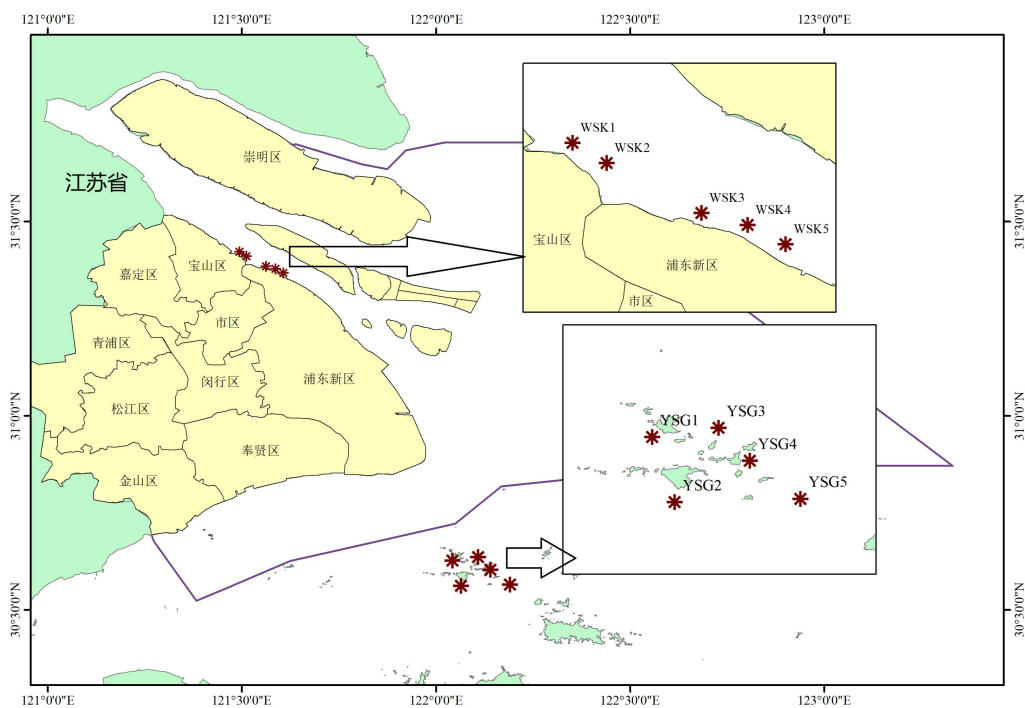 121°0'0"E
121°30'0"E
122°0'0"E
122°30'0"E
123°0'0"E
31°30'0"N
31°0'0"N
30°30'0"N
31°30'0"N
31°0'0"N
30°30'0"N
崇明区
江苏省
嘉定区
宝山区
市区
青浦区
闵行区
浦东新区
松江区
奉贤区
金山区
WSK1
WSK2
WSK3
WSK4
WSK5
宝山区
浦东新区
市区
YSG1
YSG3
YSG4
YSG2
YSG5
121°0'0"E
121°30'0"E
122°0'0"E
122°30'0"E
123°0'0"E